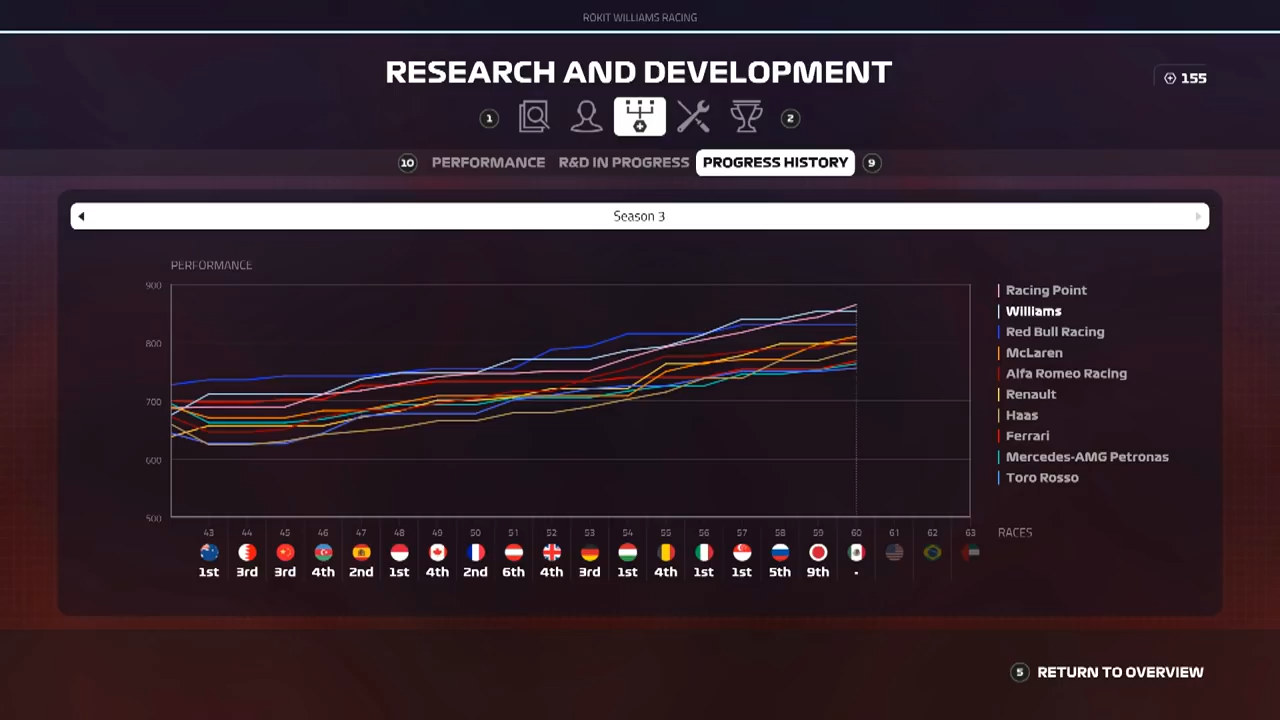 ROKIT WILLIAMS RACING
RESEARCH AND DEVELOPMENT
155
1 2
10 PERFORMANCE R&D IN PROGRESS PROGRESS HISTORY 9
Season 3
PERFORMANCE
900
800
700
600
500
Racing Point
Williams
Red Bull Racing
McLaren
Alfa Romeo Racing
Renault
Haas
Ferrari
Mercedes-AMG Petronas
Toro Rosso
43 44 45 46 47 48 49 50 51 52 53 54 55 56 57 58 59 60 61 62 63 RACES
1st 3rd 3rd 4th 2nd 1st 4th 2nd 6th 4th 3rd 1st 4th 1st 1st 5th 9th -
5 RETURN TO OVERVIEW